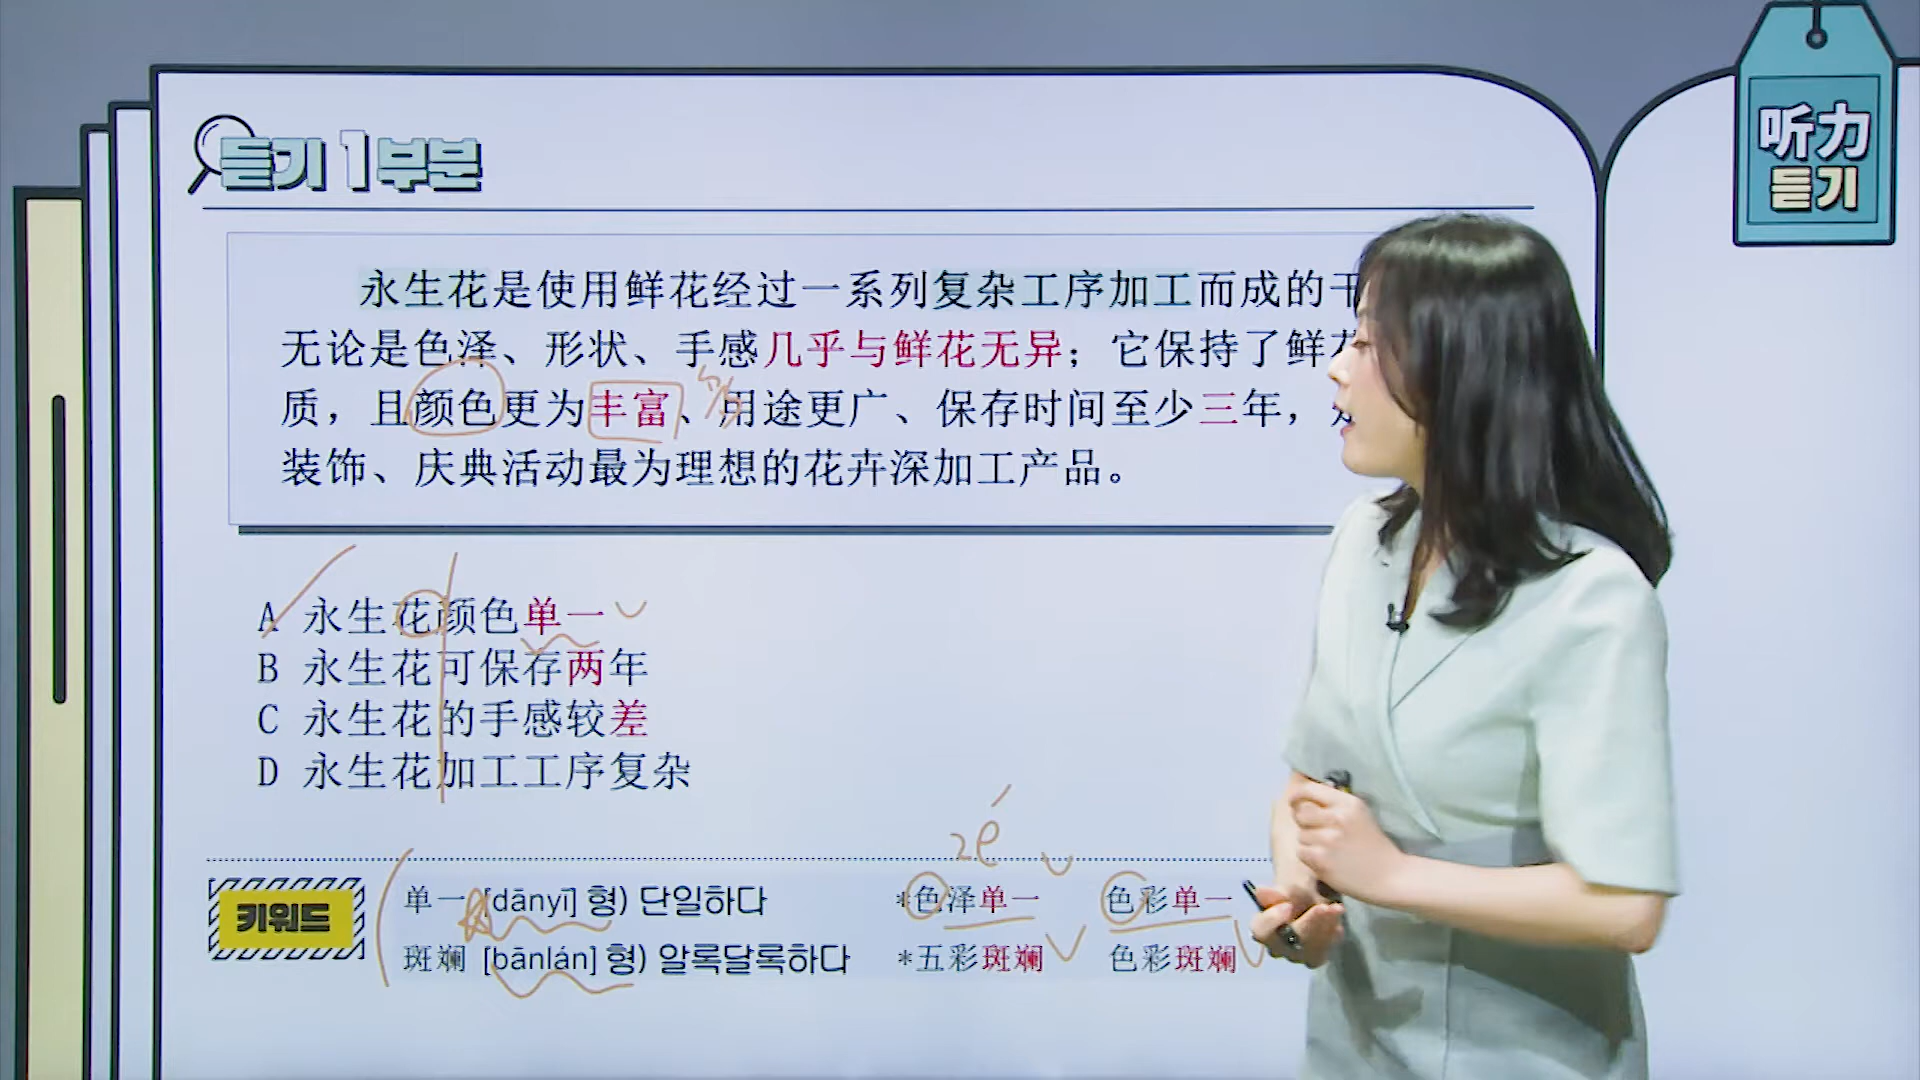 听力
듣기
듣기 1부분
永生花是使用鲜花经过一系列复杂工序加工而成的干
无论是色泽、形状、手感几乎与鲜花无异；它保持了鲜花
质，且颜色更为丰富、用途更广、保存时间至少三年，是
装饰、庆典活动最为理想的花卉深加工产品。
A 永生花颜色单一
B 永生花可保存两年
C 永生花的手感较差
D 永生花加工工序复杂
zé
키워드
单一 [dānyī] 형) 단일하다 *色泽单一 色彩单一
斑斓 [bānlán] 형) 알록달록하다 *五彩斑斓 色彩斑斓